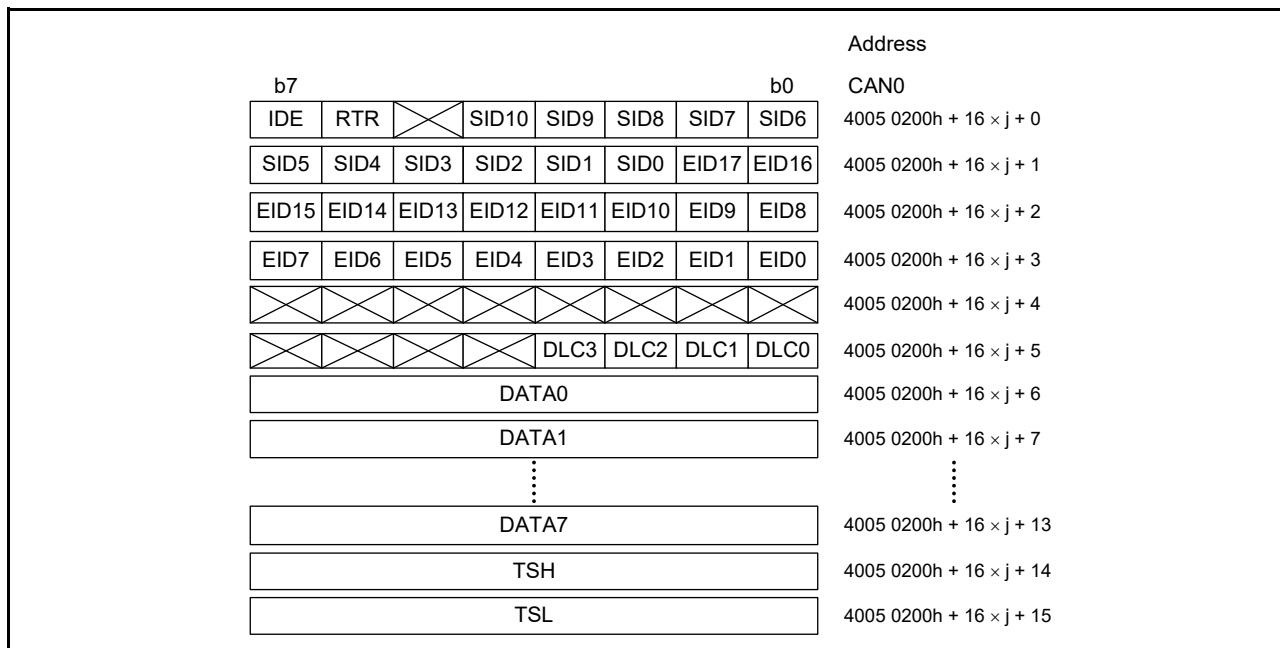 Address
b7 b0 CAN0
IDE RTR SID10 SID9 SID8 SID7 SID6 4005 0200h + 16 × j + 0
SID5 SID4 SID3 SID2 SID1 SID0 EID17 EID16 4005 0200h + 16 × j + 1
EID15 EID14 EID13 EID12 EID11 EID10 EID9 EID8 4005 0200h + 16 × j + 2
EID7 EID6 EID5 EID4 EID3 EID2 EID1 EID0 4005 0200h + 16 × j + 3
4005 0200h + 16 × j + 4
DLC3 DLC2 DLC1 DLC0 4005 0200h + 16 × j + 5
DATA0 4005 0200h + 16 × j + 6
DATA1 4005 0200h + 16 × j + 7
DATA7 4005 0200h + 16 × j + 13
TSH 4005 0200h + 16 × j + 14
TSL 4005 0200h + 16 × j + 15